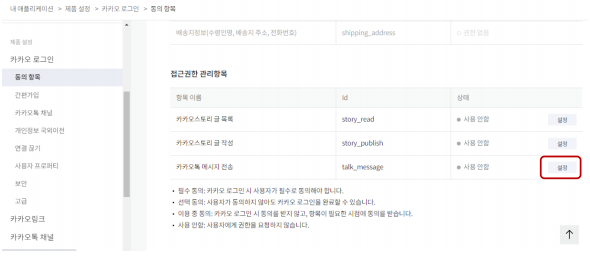 내 애플리케이션 > 제품 설정 > 카카오 로그인 > 동의 항목
제품 설정
카카오 로그인
동의 항목
간편가입
카카오톡 채널
개인정보 국외이전
연결 끊기
사용자 프로퍼티
보안
고급
카카오링크
카카오톡 채널
배송지정보(수령인명, 배송지 주소, 전화번호) shipping_address ○ 권한 없음
접근권한 관리항목
항목 이름 Id 상태
카카오스토리 글 목록 story_read ● 사용 안함 설정
카카오스토리 글 작성 story_publish ● 사용 안함 설정
카카오톡 메시지 전송 talk_message ● 사용 안함 설정
• 필수 동의: 카카오 로그인 시 사용자가 필수로 동의해야 합니다.
• 선택 동의: 사용자가 동의하지 않아도 카카오 로그인을 완료할 수 있습니다.
• 이용 중 동의: 카카오 로그인 시 동의를 받지 않고, 항목이 필요한 시점에 동의를 받습니다.
• 사용 안함: 사용자에게 권한을 요청하지 않습니다.